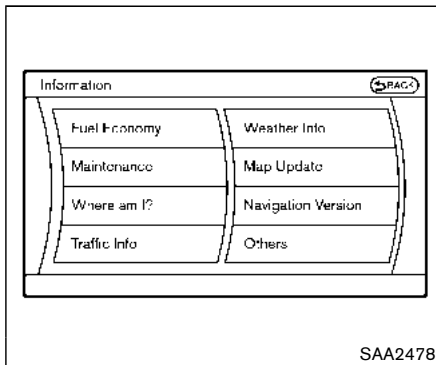 Information
BACK
Fuel Economy
Weather Info
Maintenance
Map Update
Where am I?
Navigation Version
Traffic Info
Others
SAA2478